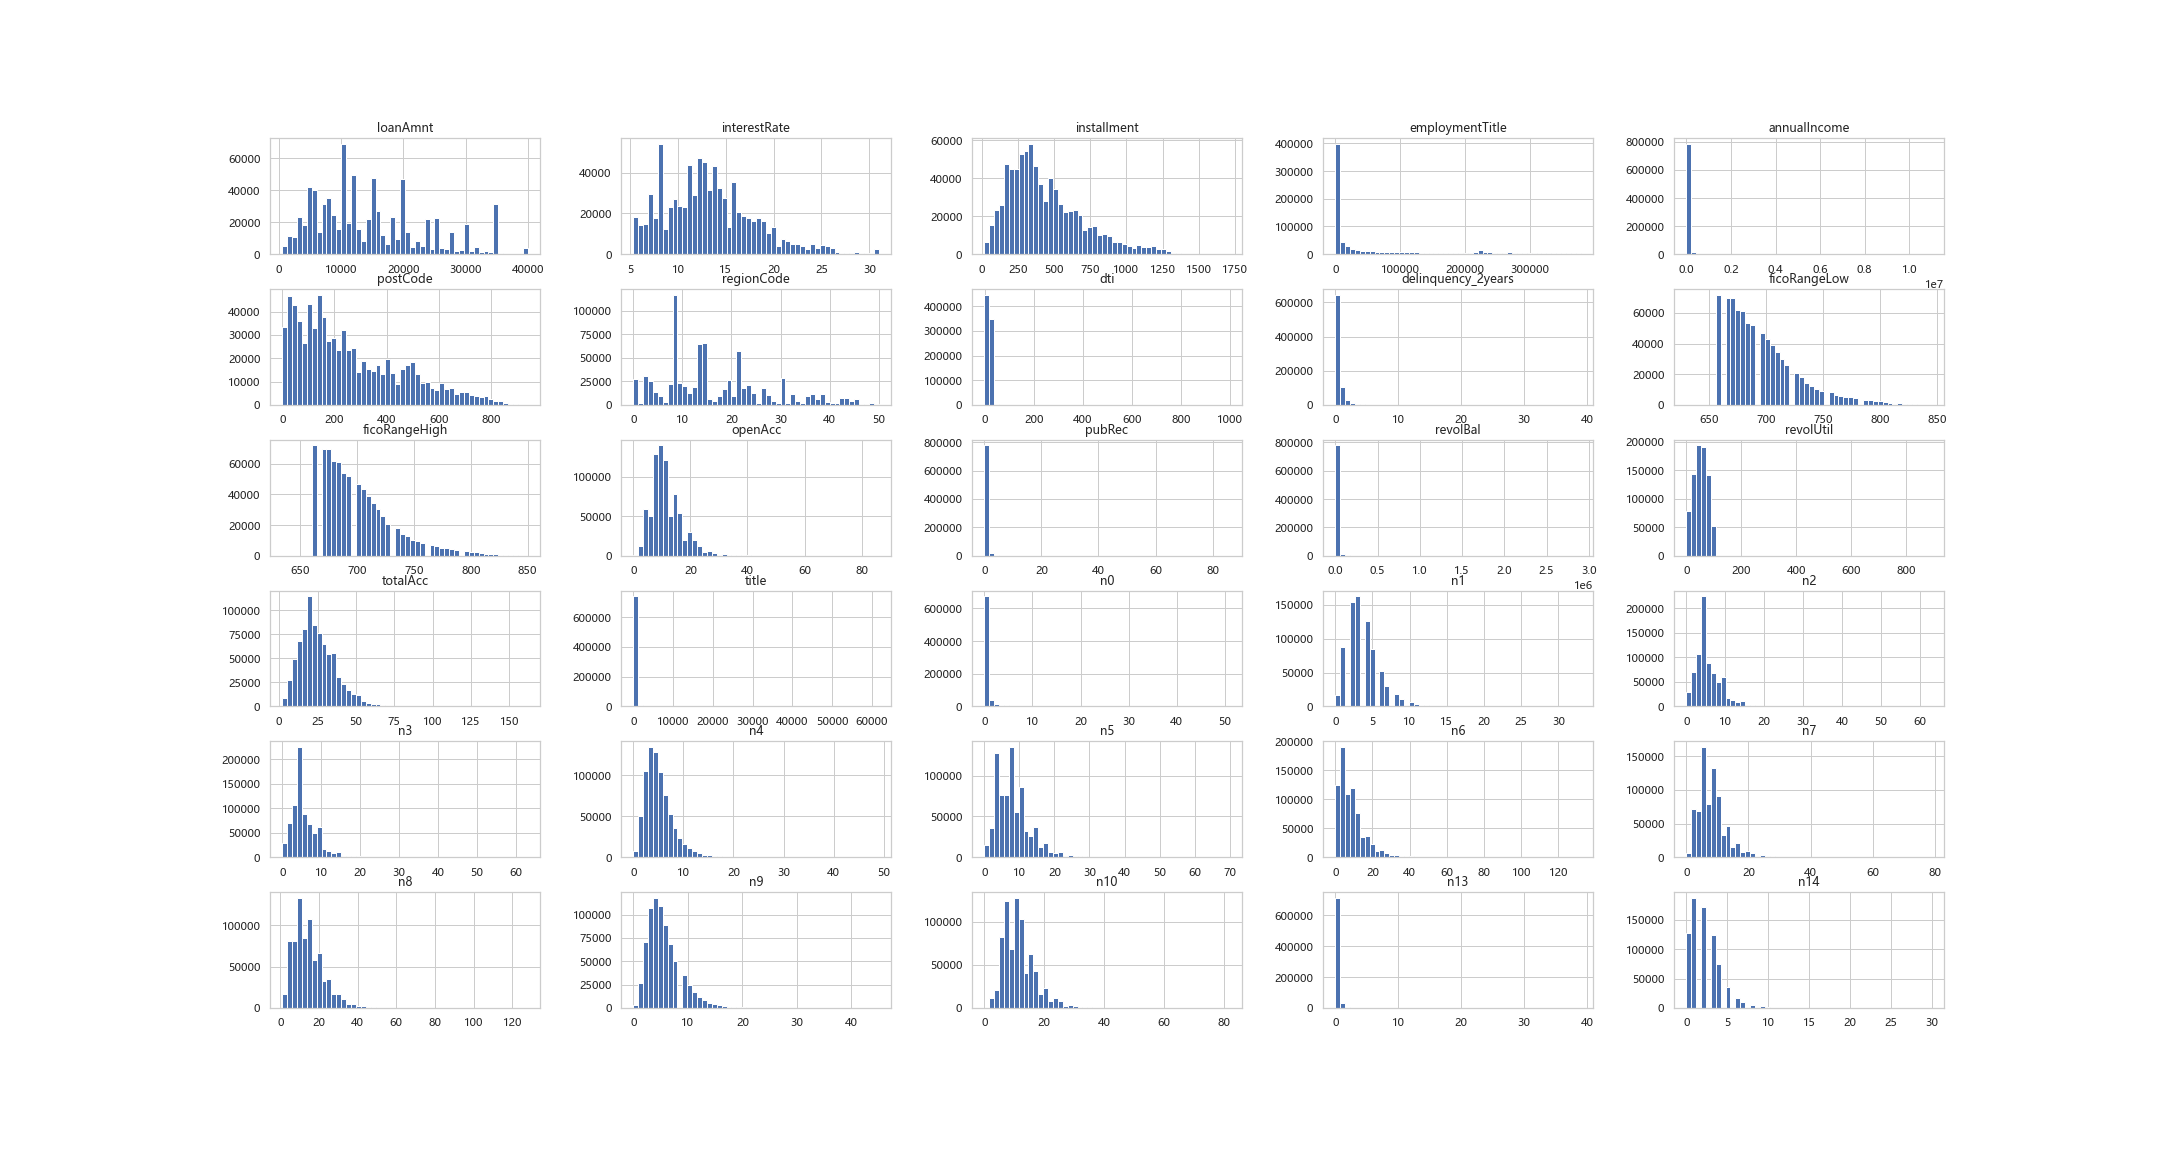 loanAmnt
60000
40000
20000
0
0 10000 20000 30000 40000
interestRate
40000
20000
0
5 10 15 20 25 30
installment
60000
40000
20000
0
0 250 500 750 1000 1250 1500 1750
employmentTitle
400000
300000
200000
100000
0
0 100000 200000 300000
annualIncome
800000
600000
400000
200000
0
0.0 0.2 0.4 0.6 0.8 1.0
1e7
postCode
40000
30000
20000
10000
0
0 200 400 600 800
regionCode
100000
75000
50000
25000
0
0 10 20 30 40 50
dti
400000
300000
200000
100000
0
0 200 400 600 800 1000
delinquency_2years
600000
400000
200000
0
0 10 20 30 40
ficoRangeLow
60000
40000
20000
0
650 700 750 800 850
ficoRangeHigh
60000
40000
20000
0
650 700 750 800 850
openAcc
100000
50000
0
0 20 40 60 80
pubRec
800000
600000
400000
200000
0
0 20 40 60 80
revolBal
800000
600000
400000
200000
0
0.0 0.5 1.0 1.5 2.0 2.5 3.0
1e6
revolUtil
200000
150000
100000
50000
0
0 200 400 600 800
totalAcc
100000
75000
50000
25000
0
0 25 50 75 100 125 150
title
600000
400000
200000
0
0 10000 20000 30000 40000 50000 60000
n0
600000
400000
200000
0
0 10 20 30 40 50
n1
150000
100000
50000
0
0 5 10 15 20 25 30
n2
200000
150000
100000
50000
0
0 10 20 30 40 50 60
n3
200000
150000
100000
50000
0
0 10 20 30 40 50 60
n4
100000
50000
0
0 10 20 30 40 50
n5
100000
50000
0
0 10 20 30 40 50 60 70
n6
200000
150000
100000
50000
0
0 20 40 60 80 100 120
n7
150000
100000
50000
0
0 20 40 60 80
n8
100000
50000
0
0 20 40 60 80 100 120
n9
100000
75000
50000
25000
0
0 10 20 30 40
n10
100000
50000
0
0 20 40 60 80
n13
600000
400000
200000
0
0 10 20 30 40
n14
150000
100000
50000
0
0 5 10 15 20 25 30